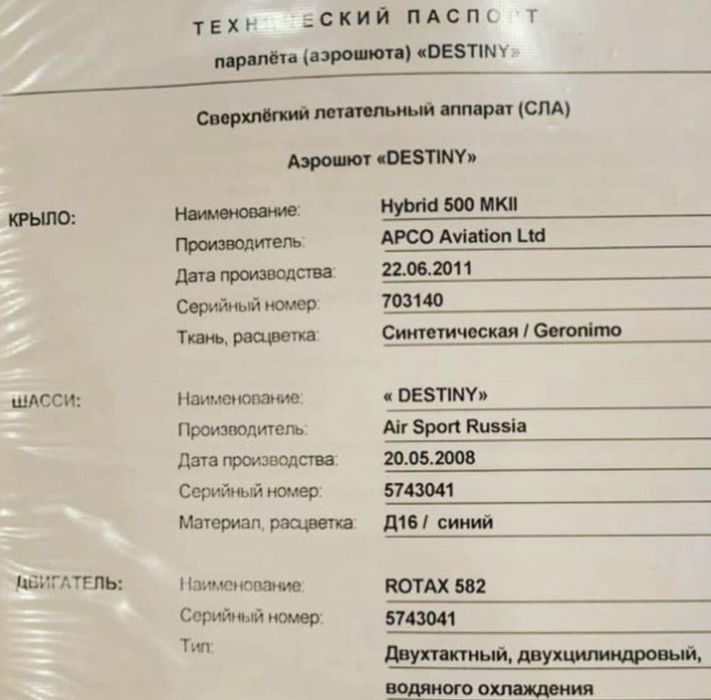 ТЕХНИЧЕСКИЙ ПАСПОРТ
паралёта (аэрошюта) «DESTINY»
Сверхлёгкий летательный аппарат (СЛА)
Аэрошют «DESTINY»
КРЫЛО: Наименование: Hybrid 500 MKII
Производитель: APCO Aviation Ltd
Дата производства: 22.06.2011
Серийный номер: 703140
Ткань, расцветка: Синтетическая / Geronimo
ШАССИ: Наименование: « DESTINY»
Производитель: Air Sport Russia
Дата производства: 20.05.2008
Серийный номер: 5743041
Материал, расцветка: Д16 / синий
ДВИГАТЕЛЬ: Наименование: ROTAX 582
Серийный номер: 5743041
Тип: Двухтактный, двухцилиндровый,
водяного охлаждения